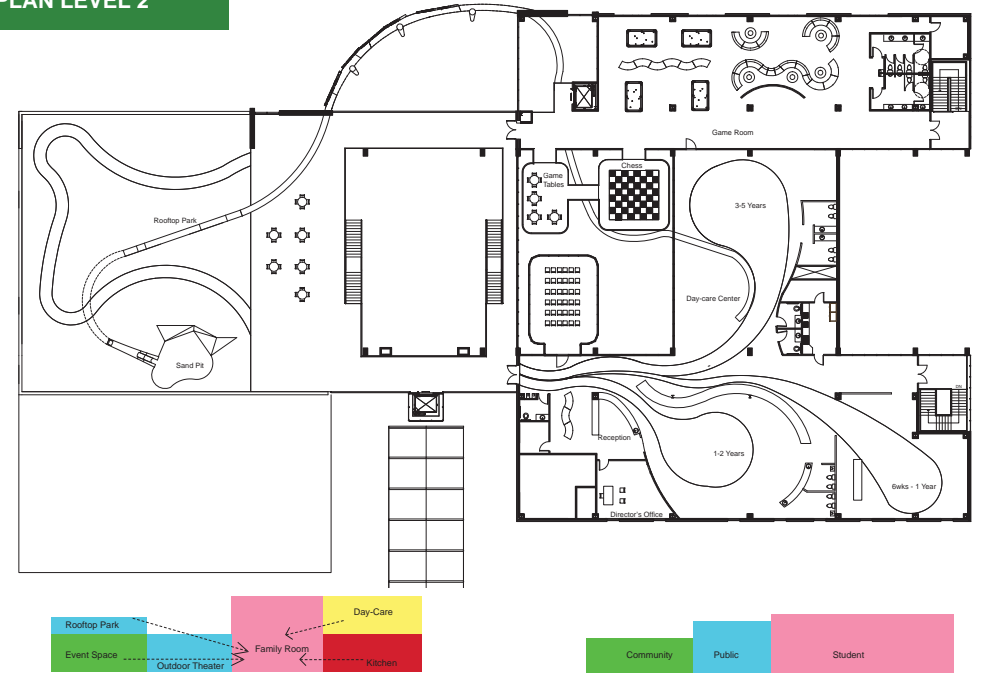 PLAN LEVEL 2
Game Room
Chess
Game
Tables
3-5 Years
Rooftop Park
Day-care Center
Sand Pit
DN
Reception
1-2 Years
6wks - 1 Year
Director's Office
Rooftop Park
Day-Care
Event Space
Family Room
Outdoor Theater
Kitchen
Community
Public
Student